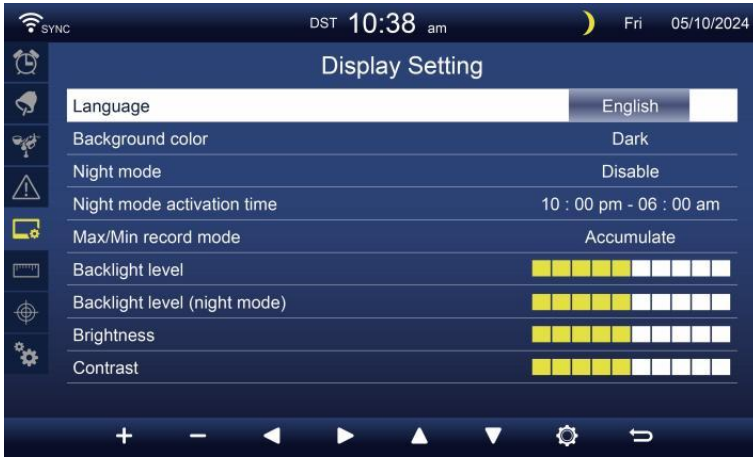 SYNC DST 10:38 am Fri 05/10/2024
Display Setting
Language English
Background color Dark
Night mode Disable
Night mode activation time 10 : 00 pm - 06 : 00 am
Max/Min record mode Accumulate
Backlight level
Backlight level (night mode)
Brightness
Contrast